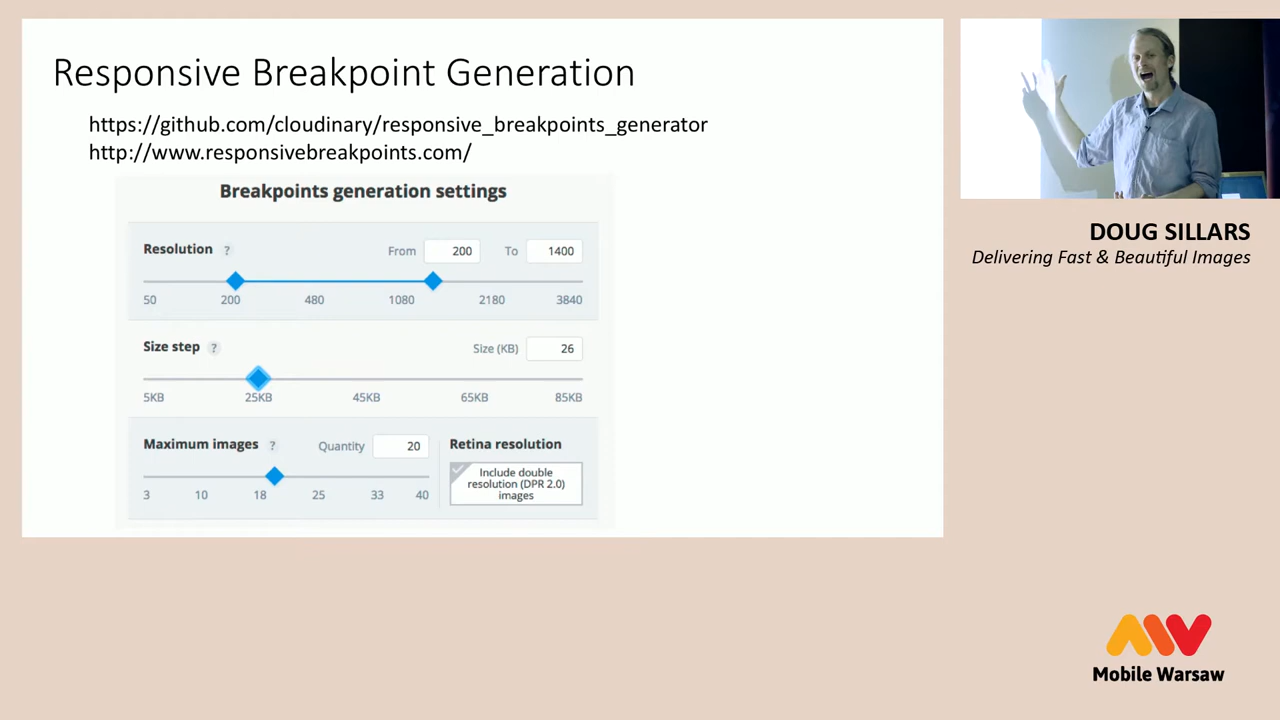 Responsive Breakpoint Generation
https://github.com/cloudinary/responsive_breakpoints_generator
http://www.responsivebreakpoints.com/
Breakpoints generation settings
Resolution ? From 200 To 1400
50 200 480 1080 2180 3840
Size step ? Size (KB) 26
5KB 25KB 45KB 65KB 85KB
Maximum images ? Quantity 20
3 10 18 25 33 40
Retina resolution
Include double
resolution (DPR 2.0)
images
DOUG SILLARS
Delivering Fast & Beautiful Images
Mobile Warsaw